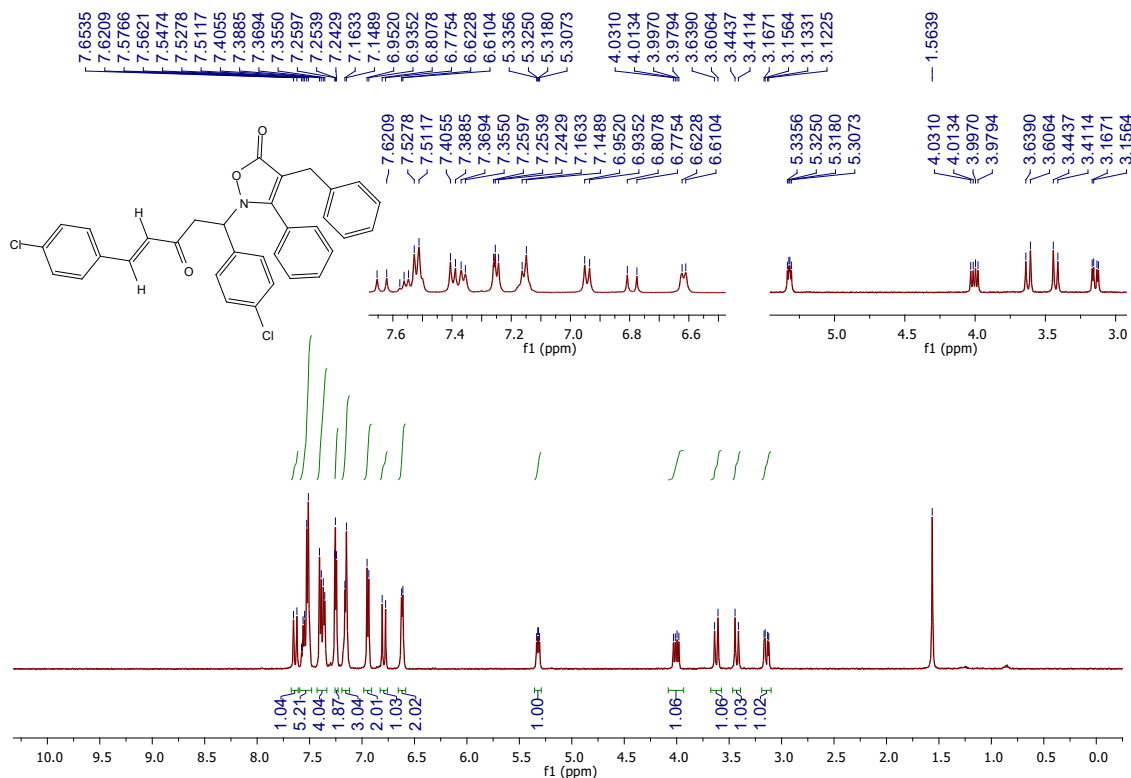 7.6535 7.6209 7.5766 7.5621 7.5474 7.5278 7.5117 7.4055 7.3885 7.3694 7.3550 7.2597 7.2539 7.2429 7.1633 7.1489 6.9520 6.9352 6.8078 6.7754 6.6228 6.6104 5.3356 5.3250 5.3180 5.3073 4.0310 4.0134 3.9970 3.9794 3.6390 3.6064 3.4437 3.4114 3.1671 3.1564 3.1331 3.1225 1.5639
7.6209 7.5278 7.5117 7.4055 7.3885 7.3694 7.3550 7.2597 7.2539 7.2429 7.1633 7.1489 6.9520 6.9352 6.8078 6.7754 6.6228 6.6104
5.3356 5.3250 5.3180 5.3073 4.0310 4.0134 3.9970 3.9794 3.6390 3.6064 3.4437 3.4114 3.1671 3.1564
O
O
N
H
Cl
O
H
Cl
7.6 7.4 7.2 7.0 6.8 6.6
f1 (ppm)
5.0 4.5 4.0 3.5 3.0
f1 (ppm)
1.04 5.21 4.04 1.87 3.04 2.01 1.03 2.02 1.00 1.06 1.06 1.03 1.02
10.0 9.5 9.0 8.5 8.0 7.5 7.0 6.5 6.0 5.5 5.0 4.5 4.0 3.5 3.0 2.5 2.0 1.5 1.0 0.5 0.0
f1 (ppm)